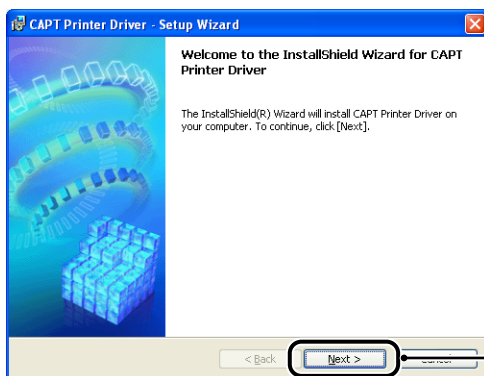 CAPT Printer Driver - Setup Wizard
Welcome to the InstallShield Wizard for CAPT
Printer Driver
The InstallShield(R) Wizard will install CAPT Printer Driver on
your computer. To continue, click [Next].
< Back Next >